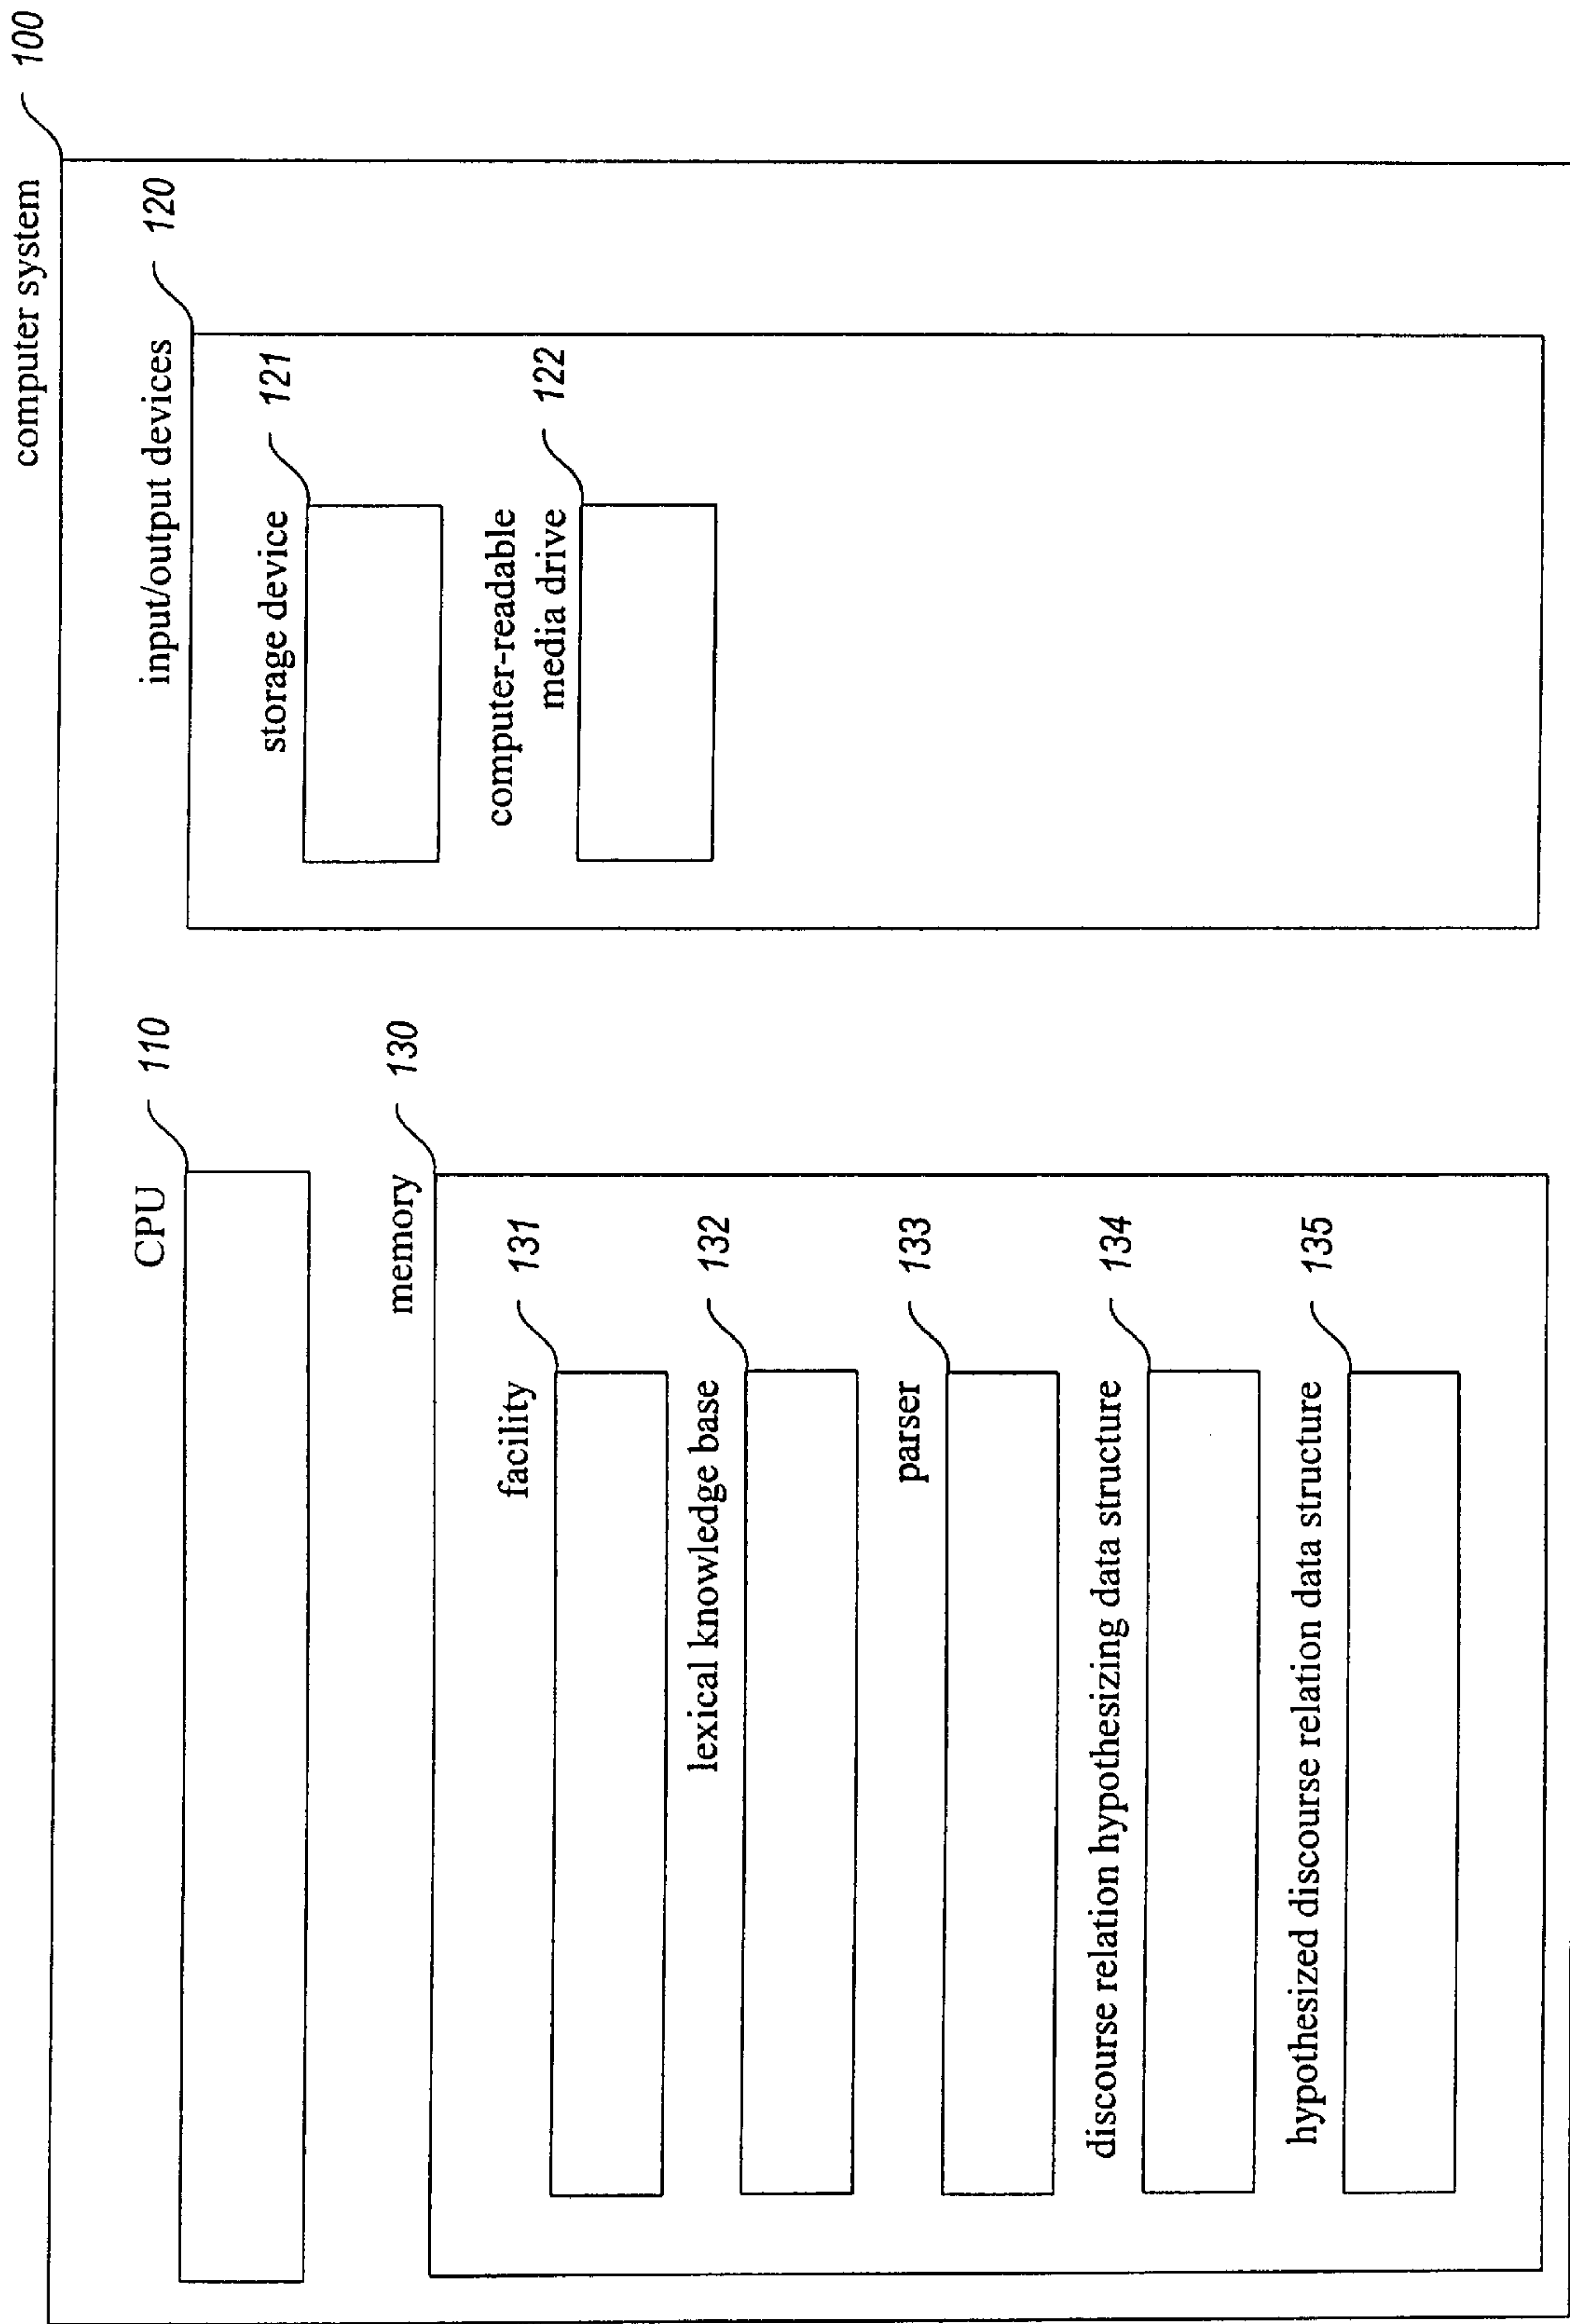 computer system 100
CPU 110
input/output devices 120
storage device 121
computer-readable
media drive 122
memory 130
facility 131
lexical knowledge base 132
parser 133
discourse relation hypothesizing data structure 134
hypothesized discourse relation data structure 135